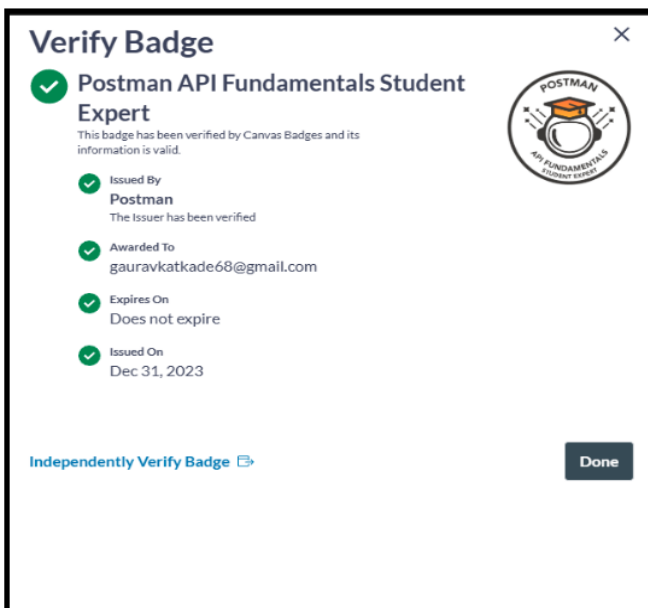 Verify Badge
Postman API Fundamentals Student
Expert
This badge has been verified by Canvas Badges and its
information is valid.
POSTMAN
API FUNDAMENTALS
STUDENT EXPERT
Issued By
Postman
The Issuer has been verified
Awarded To
gauravkatkade68@gmail.com
Expires On
Does not expire
Issued On
Dec 31, 2023
Independently Verify Badge
Done